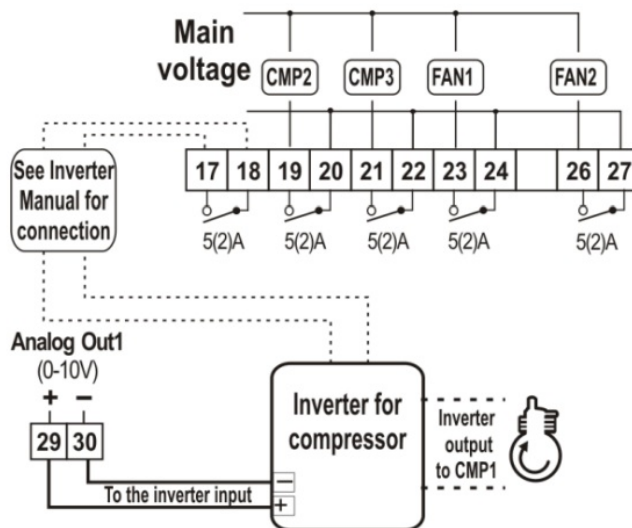 Main
voltage
CMP2
CMP3
FAN1
FAN2
17 18 19 20 21 22 23 24 26 27
5(2)A 5(2)A 5(2)A 5(2)A 5(2)A
See Inverter
Manual for
connection
Analog Out1
(0-10V)
+ −
29 30
Inverter for
compressor
−
+
To the inverter input
Inverter
output
to CMP1